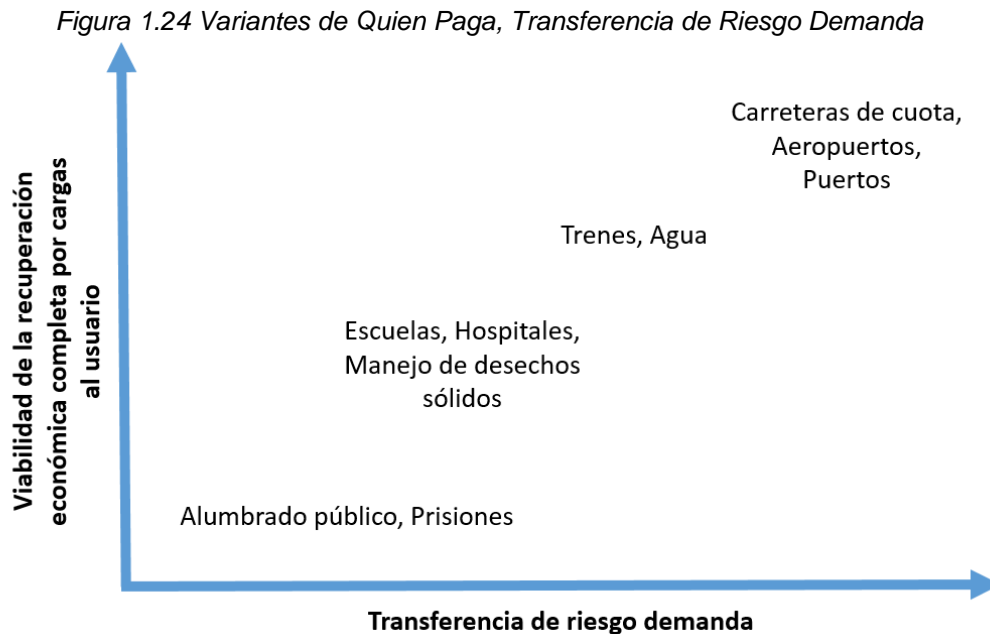 Figura 1.24 Variantes de Quien Paga, Transferencia de Riesgo Demanda
Viabilidad de la recuperación
económica completa por cargas
al usuario
Carreteras de cuota,
Aeropuertos,
Puertos
Trenes, Agua
Escuelas, Hospitales,
Manejo de desechos
sólidos
Alumbrado público, Prisiones
Transferencia de riesgo demanda